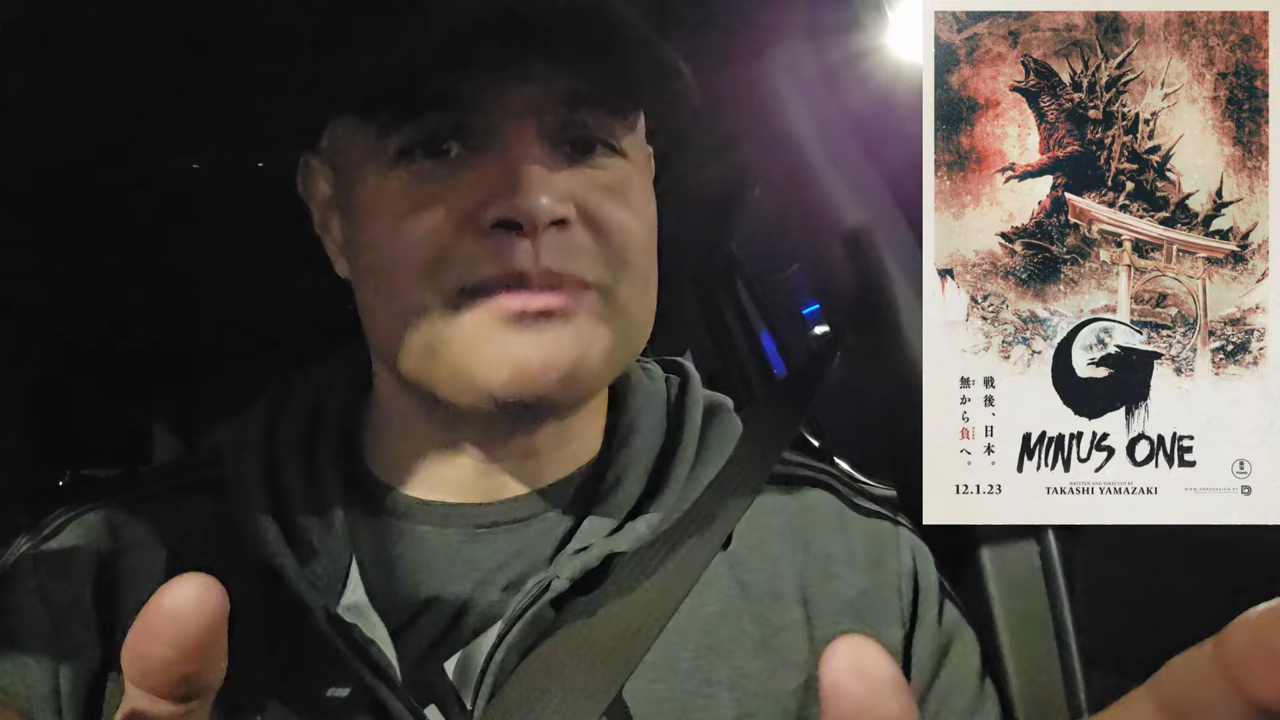 戦後、日本。
無から負へ。
MINUS ONE
12.1.23
WRITTEN AND DIRECTED BY
TAKASHI YAMAZAKI